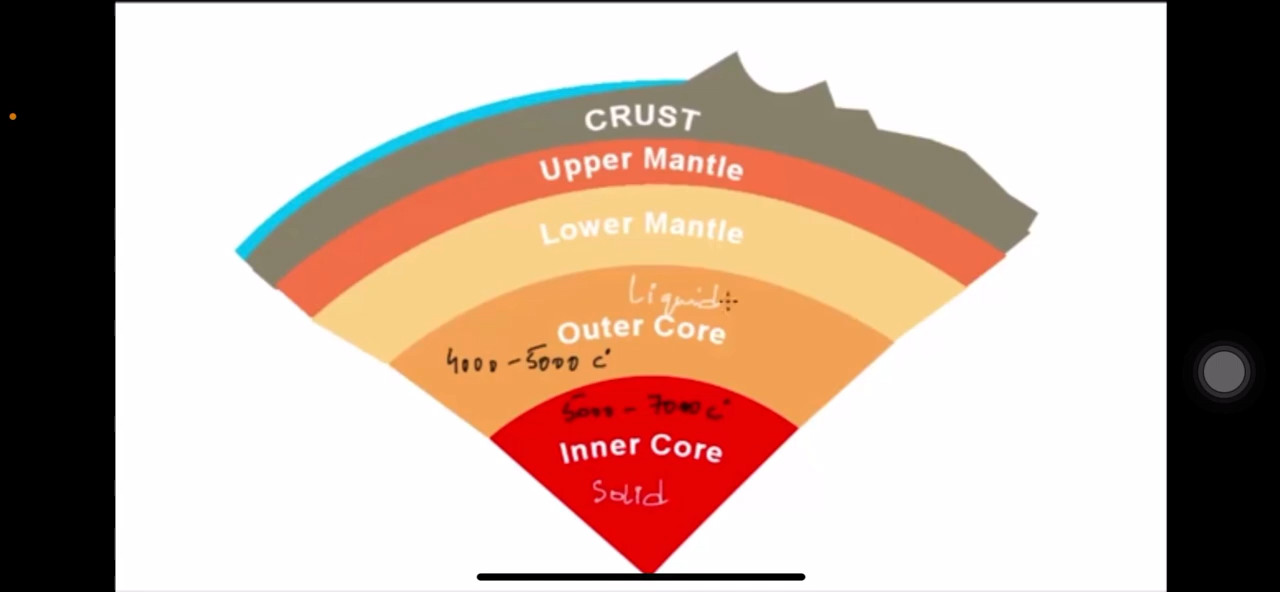 CRUST
Upper Mantle
Lower Mantle
Liquid
Outer Core
4000 - 5000 c°
5000 - 7000 c°
Inner Core
Solid